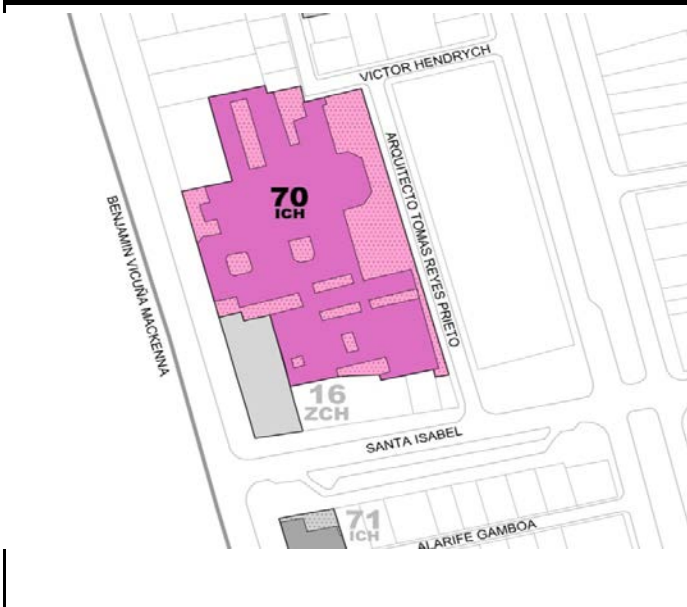 VICTOR HENDRYCH
ARQUITECTO TOMAS REYES PRIETO
70
ICH
BENJAMIN VICUÑA MACKENNA
16
ZCH
SANTA ISABEL
71
ICH
ALARIFE GAMBOA